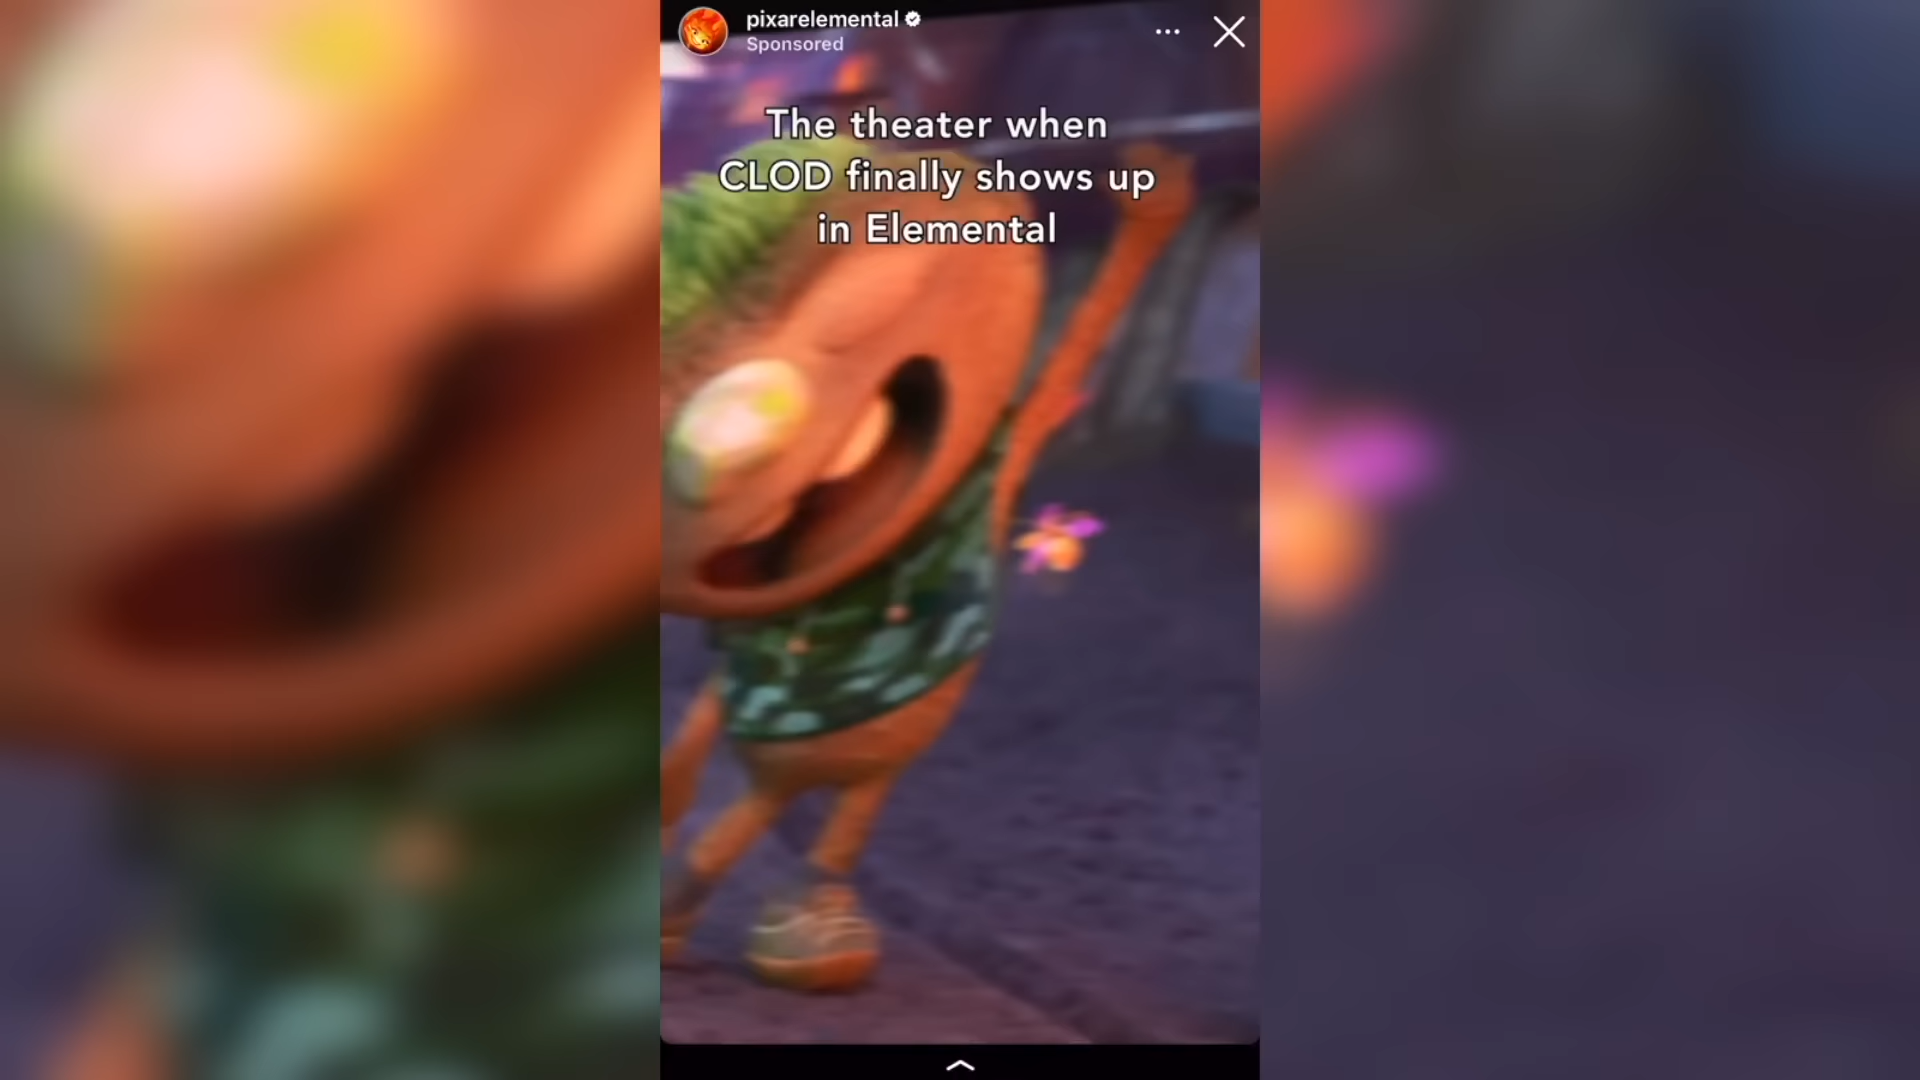 pixarelemental
Sponsored
The theater when
CLOD finally shows up
in Elemental